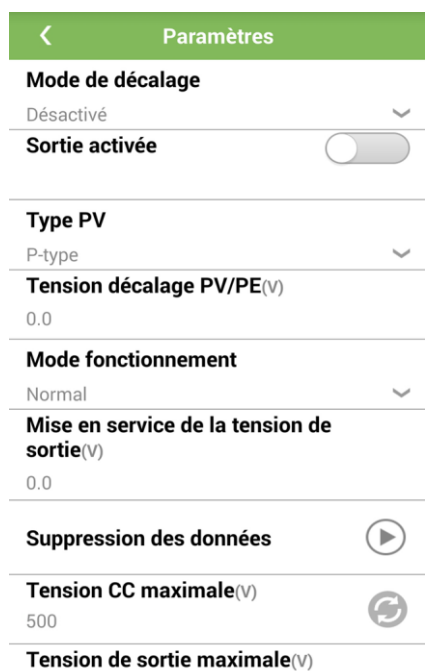 Paramètres
Mode de décalage
Désactivé
Sortie activée
Type PV
P-type
Tension décalage PV/PE(V)
0.0
Mode fonctionnement
Normal
Mise en service de la tension de
sortie(V)
0.0
Suppression des données
Tension CC maximale(V)
500
Tension de sortie maximale(V)